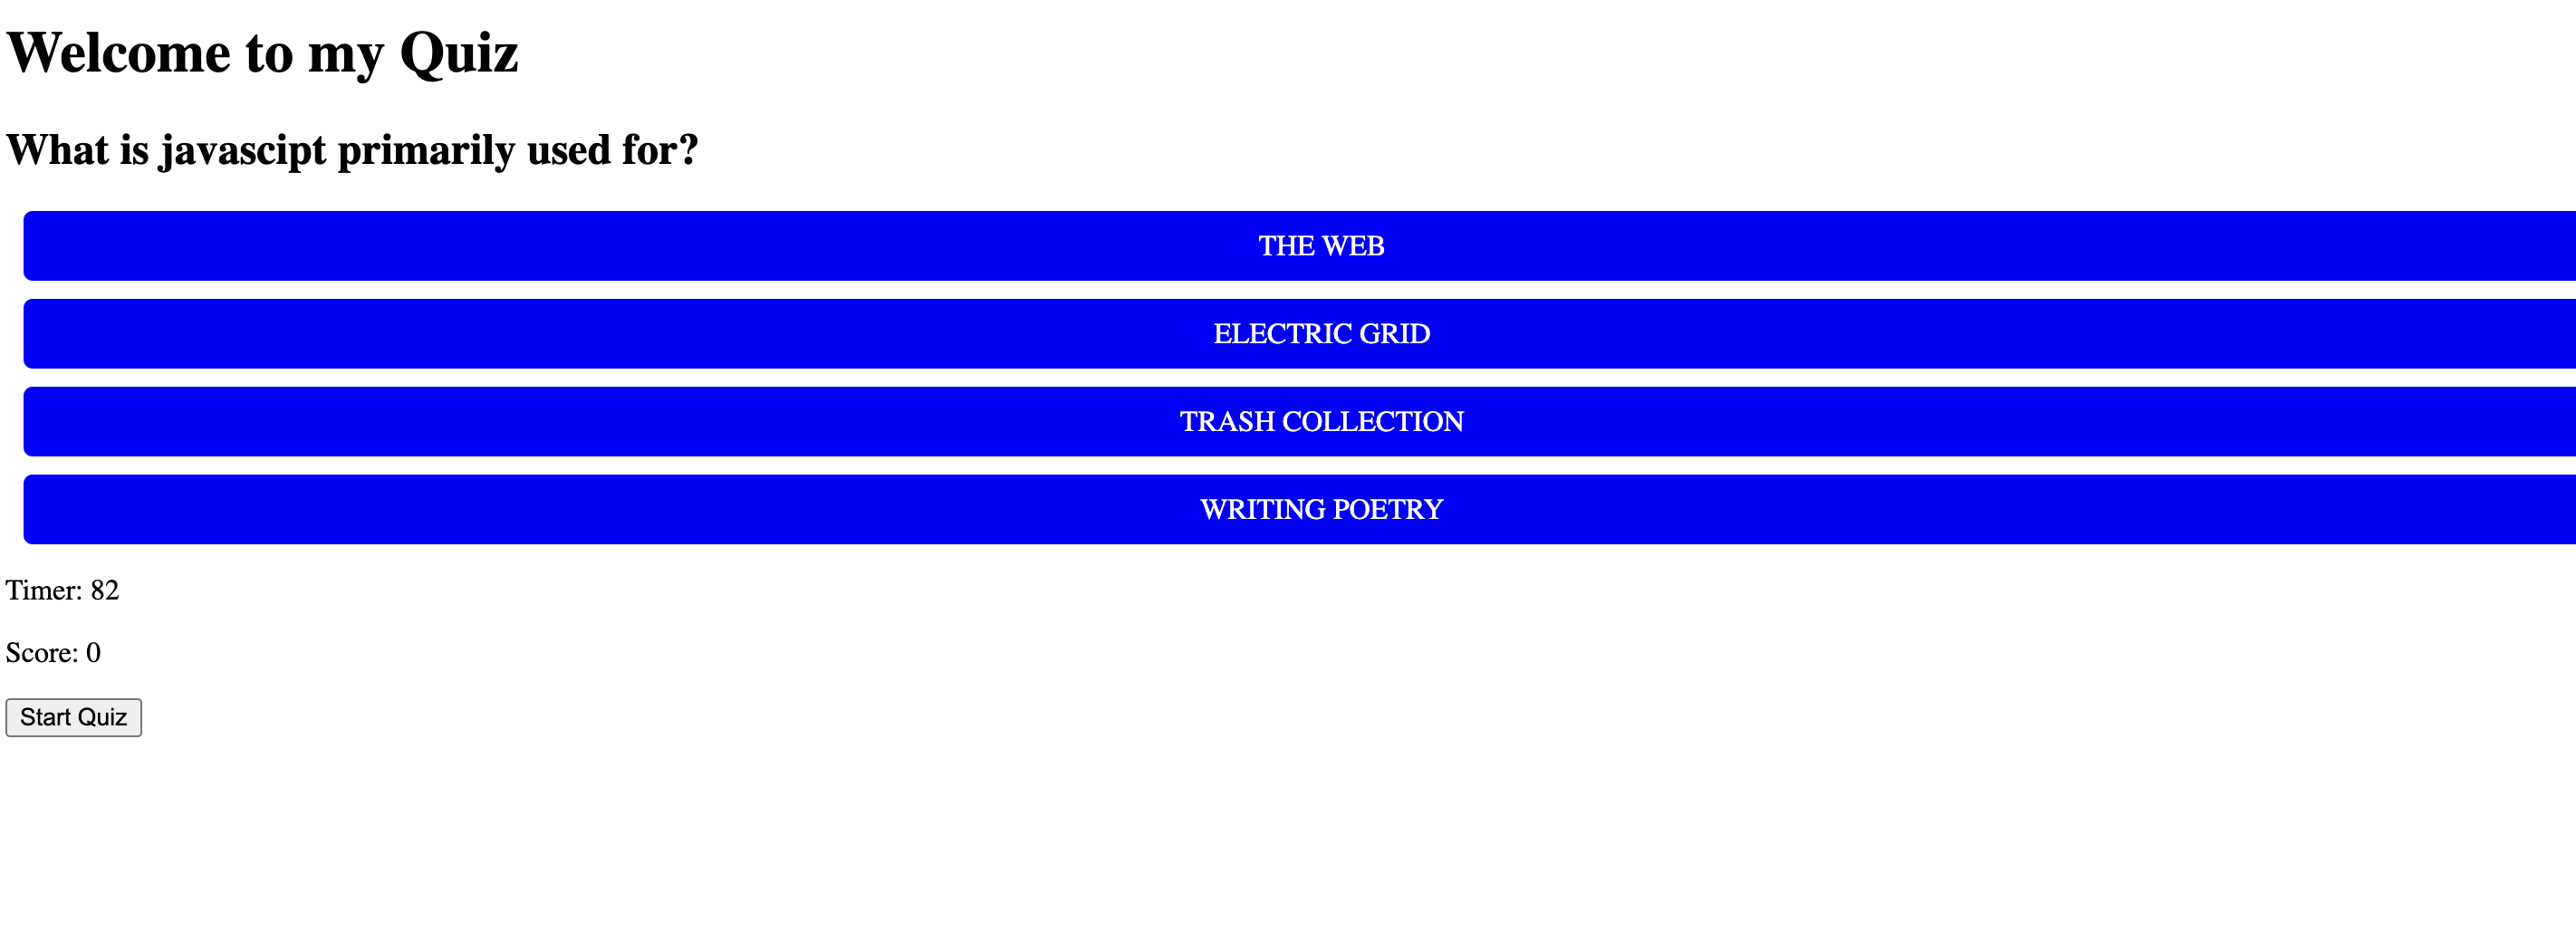 Welcome to my Quiz
What is javascipt primarily used for?
THE WEB
ELECTRIC GRID
TRASH COLLECTION
WRITING POETRY
Timer: 82
Score: 0
Start Quiz